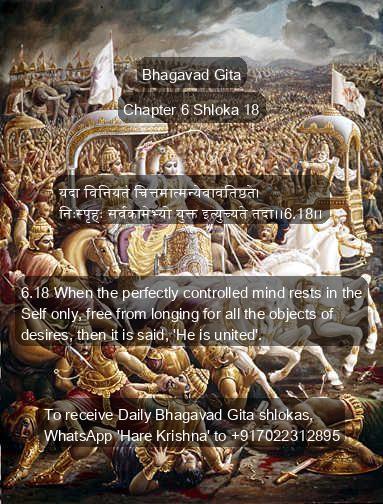 Bhagavad Gita
Chapter 6 Shloka 18
यदा विनियतं चित्तमात्मन्येवावतिष्ठते।
निःस्पृहः सर्वकामेभ्यो युक्त इत्युच्यते तदा।।6.18।।
6.18 When the perfectly controlled mind rests in the
Self only, free from longing for all the objects of
desires, then it is said, 'He is united'.
To receive Daily Bhagavad Gita shlokas,
WhatsApp 'Hare Krishna' to +917022312895